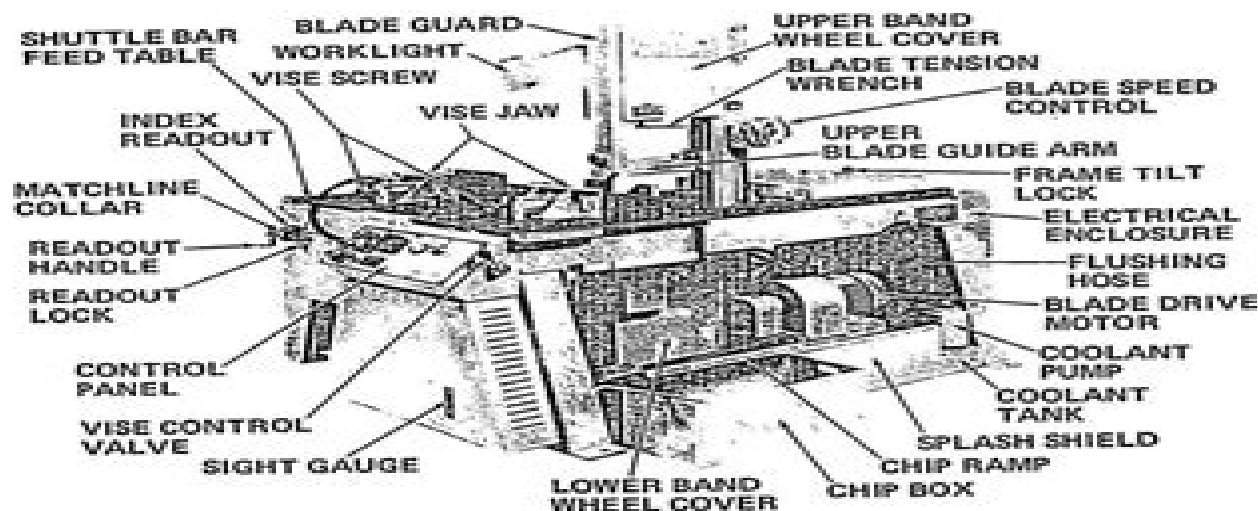 BLADE GUARD
WORKLIGHT
SHUTTLE BAR
FEED TABLE
VISE SCREW
VISE JAW
INDEX
READOUT
MATCHLINE
COLLAR
READOUT
HANDLE
READOUT
LOCK
CONTROL
PANEL
VISE CONTROL
VALVE
SIGHT GAUGE
UPPER BAND
WHEEL COVER
BLADE TENSION
WRENCH
BLADE SPEED
CONTROL
UPPER
BLADE GUIDE ARM
FRAME TILT
LOCK
ELECTRICAL
ENCLOSURE
FLUSHING
HOSE
BLADE DRIVE
MOTOR
COOLANT
PUMP
COOLANT
TANK
SPLASH SHIELD
CHIP RAMP
CHIP BOX
LOWER BAND
WHEEL COVER